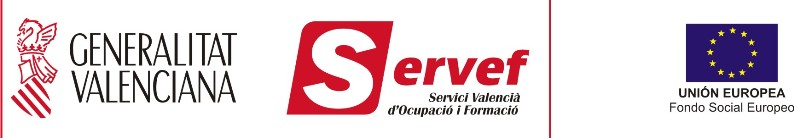 GENERALITAT
VALENCIANA
Servef
Servici Valencià
d'Ocupació i Formació
UNIÓN EUROPEA
Fondo Social Europeo